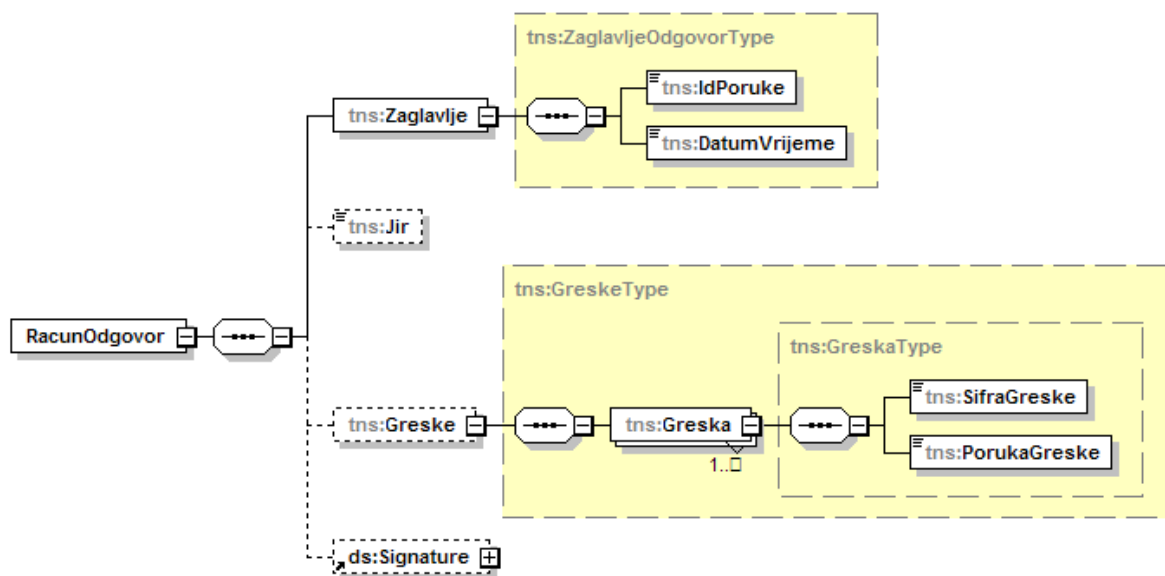 tns:ZaglavljeOdgovorType
tns:IdPoruke
tns:Zaglavlje
tns:DatumVrijeme
tns:Jir
tns:GreskeType
RacunOdgovor
tns:GreskaType
tns:SifraGreske
tns:Greske
tns:Greska
tns:PorukaGreske
1..□
ds:Signature